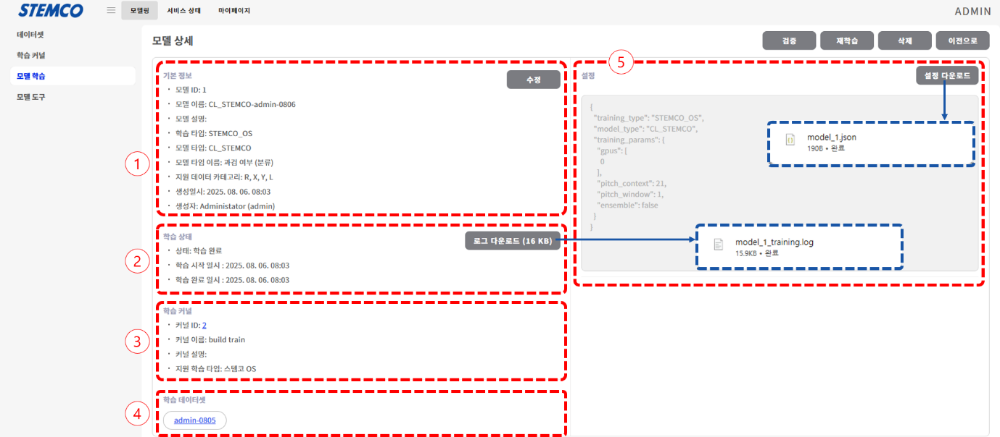 STEMCO
모델링 서비스 상태 마이페이지
ADMIN
데이터셋
학습 커널
모델 학습
모델 도구
모델 상세
검증 재학습 삭제 이전으로
1
기본 정보
수정
· 모델 ID: 1
· 모델 이름: CL_STEMCO-admin-0806
· 모델 설명:
· 학습 타입: STEMCO_OS
· 모델 타입: CL_STEMCO
· 모델 타입 이름: 과검 여부 (분류)
· 지원 데이터 카테고리: R, X, Y, L
· 생성일시: 2025. 08. 06. 08:03
· 생성자: Administator (admin)
2
학습 상태
로그 다운로드 (16 KB)
· 상태: 학습 완료
· 학습 시작 일시 : 2025. 08. 06. 08:03
· 학습 완료 일시 : 2025. 08. 06. 08:03
3
학습 커널
· 커널 ID: 2
· 커널 이름: build train
· 커널 설명:
· 지원 학습 타입: 스템코 OS
4
학습 데이터셋
admin-0805
5
설정
설정 다운로드
{
"training_type": "STEMCO_OS",
"model_type": "CL_STEMCO",
"training_params": {
"gpus": [
0
],
"pitch_context": 21,
"pitch_window": 1,
"ensemble": false
}
}
model_1.json
190B • 완료
model_1_training.log
15.9KB • 완료